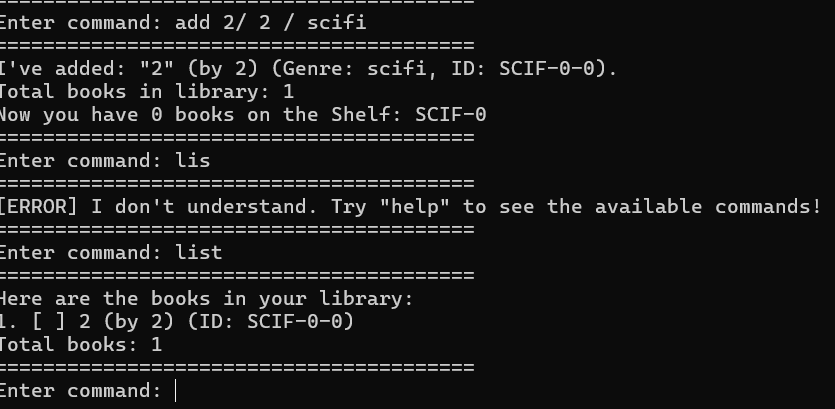 ========================================
Enter command: add 2/ 2 / scifi
========================================
I've added: "2" (by 2) (Genre: scifi, ID: SCIF-0-0).
Total books in library: 1
Now you have 0 books on the Shelf: SCIF-0
========================================
Enter command: lis
========================================
[ERROR] I don't understand. Try "help" to see the available commands!
========================================
Enter command: list
========================================
Here are the books in your library:
1. [ ] 2 (by 2) (ID: SCIF-0-0)
Total books: 1
========================================
Enter command: